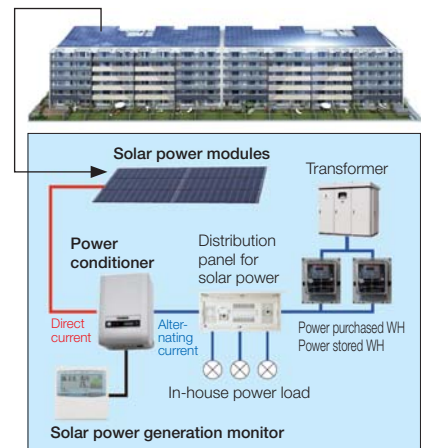 Solar power modules
Transformer
Power
conditioner
Distribution
panel for
solar power
Direct
current
Alter-
nating
current
Power purchased WH
Power stored WH
In-house power load
Solar power generation monitor